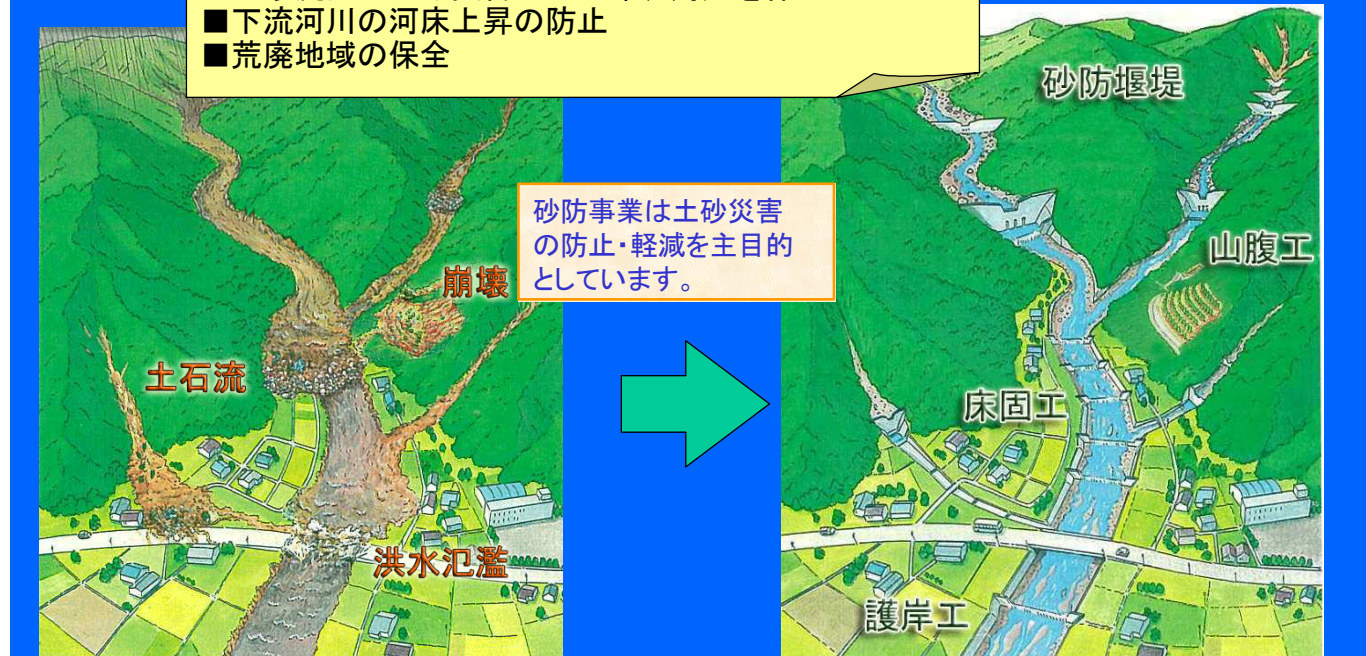 ■下流河川の河床上昇の防止
■荒廃地域の保全
砂防事業は土砂災害
の防止・軽減を主目的
としています。
崩壊
土石流
洪水氾濫
砂防堰堤
山腹工
床固工
護岸工